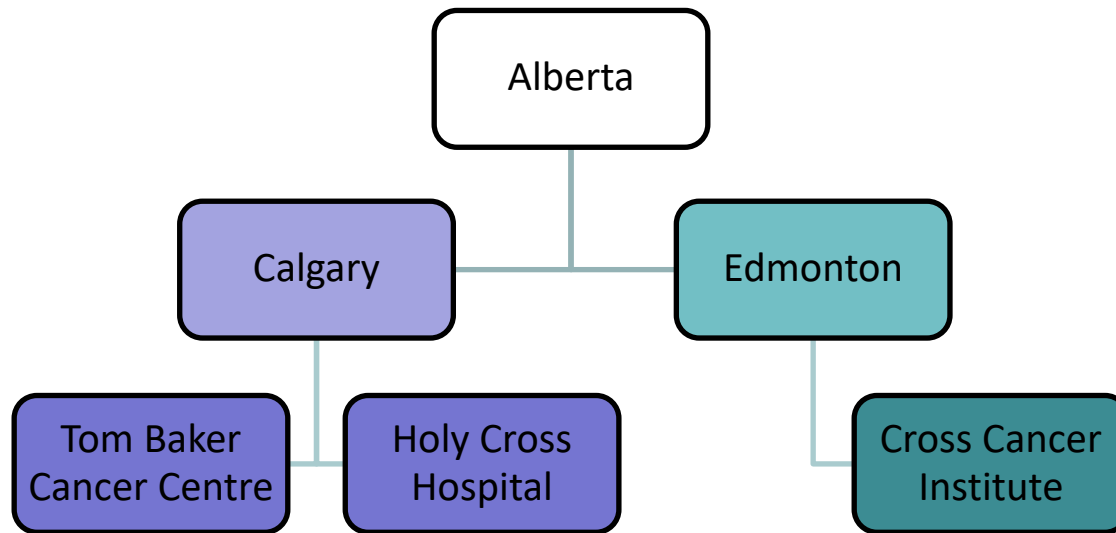 Alberta
Calgary
Edmonton
Tom Baker
Cancer Centre
Holy Cross
Hospital
Cross Cancer
Institute